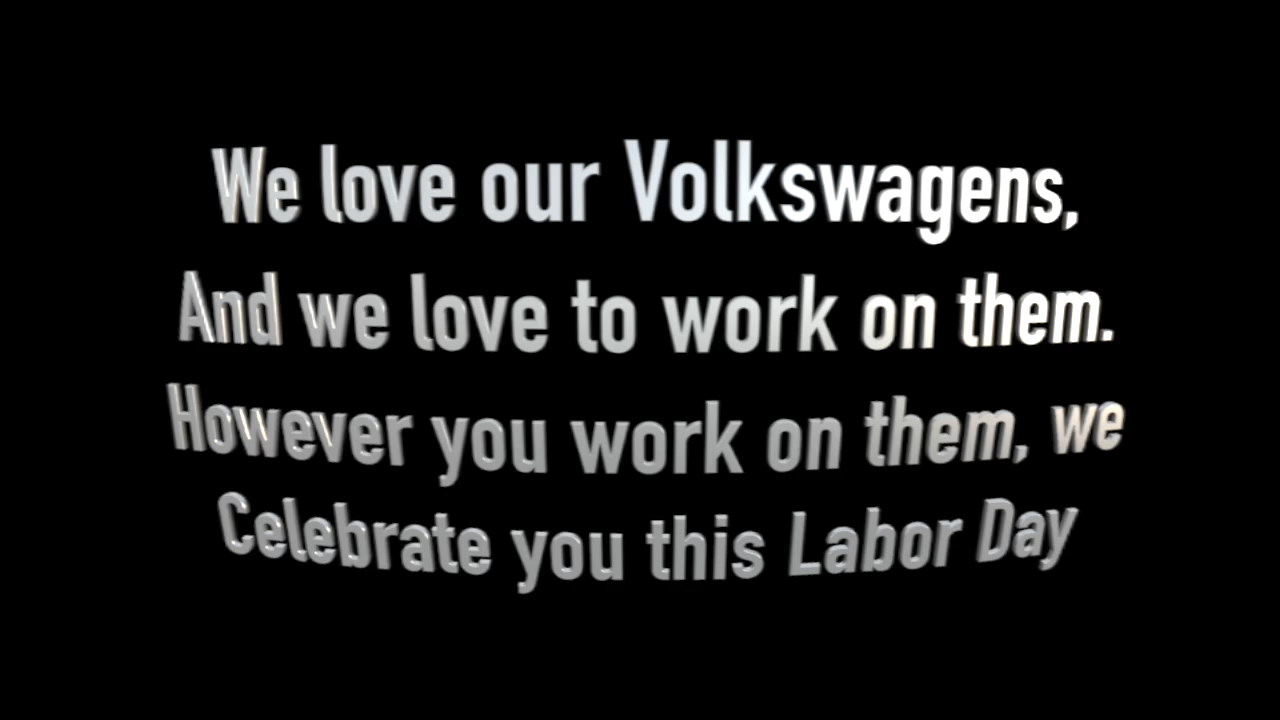 We love our Volkswagens,
And we love to work on them.
However you work on them, we
Celebrate you this Labor Day